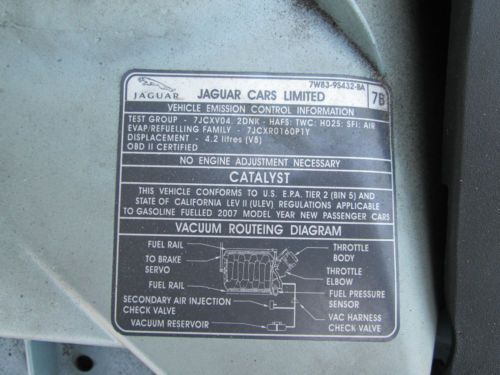 7W83-9S432-BA
JAGUAR
JAGUAR CARS LIMITED
7B
VEHICLE EMISSION CONTROL INFORMATION
TEST GROUP - 7JCXV04.2DNK - HAFS: TWC: HO2S: SFI: AIR
EVAP/REFUELLING FAMILY - 7JCXR0160P1Y
DISPLACEMENT - 4.2 litres (V8)
OBD II CERTIFIED
NO ENGINE ADJUSTMENT NECESSARY
CATALYST
THIS VEHICLE CONFORMS TO U.S. E.P.A. TIER 2 (BIN 5) AND
STATE OF CALIFORNIA LEV II (ULEV) REGULATIONS APPLICABLE
TO GASOLINE FUELLED 2007 MODEL YEAR NEW PASSENGER CARS
VACUUM ROUTEING DIAGRAM
FUEL RAIL
THROTTLE
BODY
TO BRAKE
SERVO
THROTTLE
ELBOW
FUEL RAIL
FUEL PRESSURE
SENSOR
SECONDARY AIR INJECTION
CHECK VALVE
VAC HARNESS
CHECK VALVE
VACUUM RESERVOIR